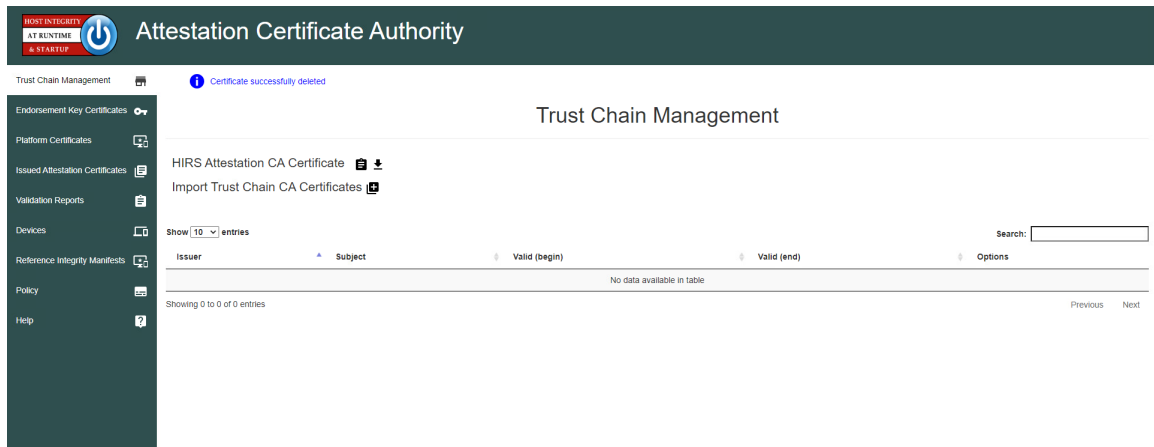 HOST INTEGRITY
AT RUNTIME
& STARTUP
Attestation Certificate Authority
Trust Chain Management
Endorsement Key Certificates
Platform Certificates
Issued Attestation Certificates
Validation Reports
Devices
Reference Integrity Manifests
Policy
Help
Certificate successfully deleted
Trust Chain Management
HIRS Attestation CA Certificate
Import Trust Chain CA Certificates
Show 10 entries
Search:
Issuer Subject Valid (begin) Valid (end) Options
No data available in table
Showing 0 to 0 of 0 entries
Previous Next